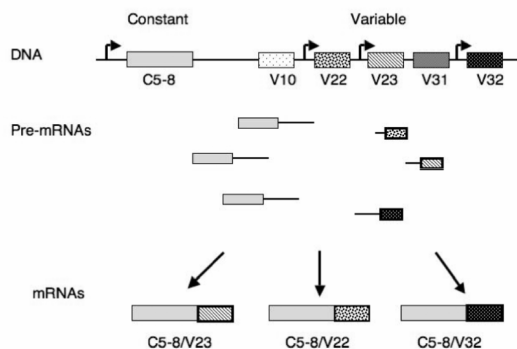 Constant Variable
DNA
C5-8 V10 V22 V23 V31 V32
Pre-mRNAs
mRNAs
C5-8/V23 C5-8/V22 C5-8/V32